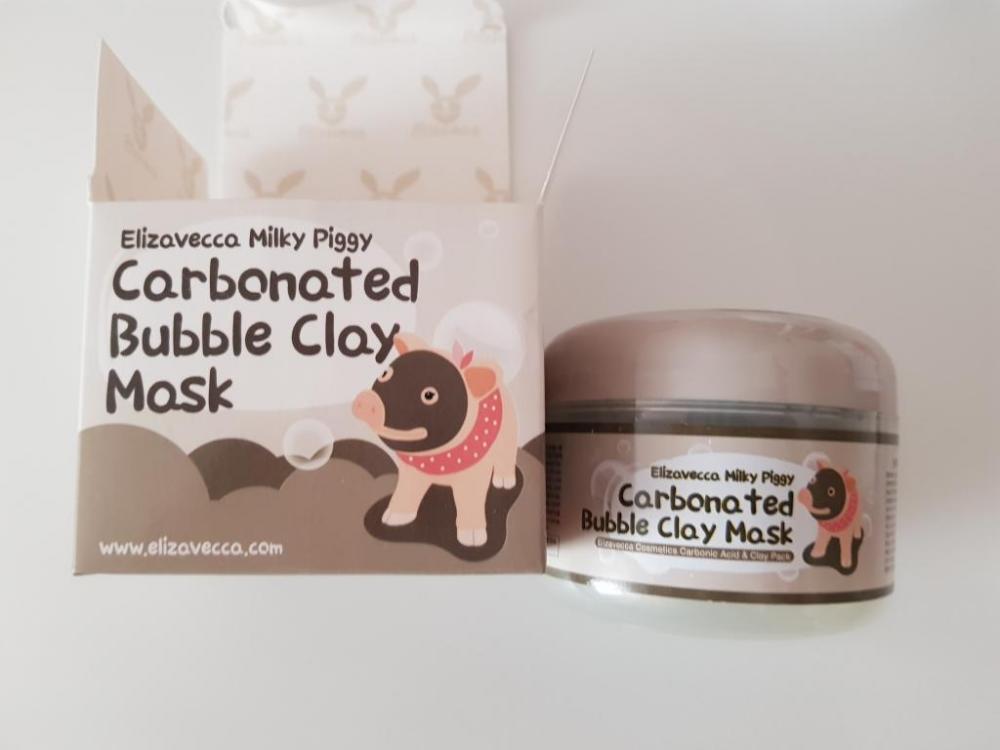 Elizavecca Milky Piggy
Carbonated
Bubble Clay
Mask
www.elizavecca.com
Elizavecca Milky Piggy
Carbonated
Bubble Clay Mask
Elizavecca Cosmetics Carbonic Acid & Clay Pack